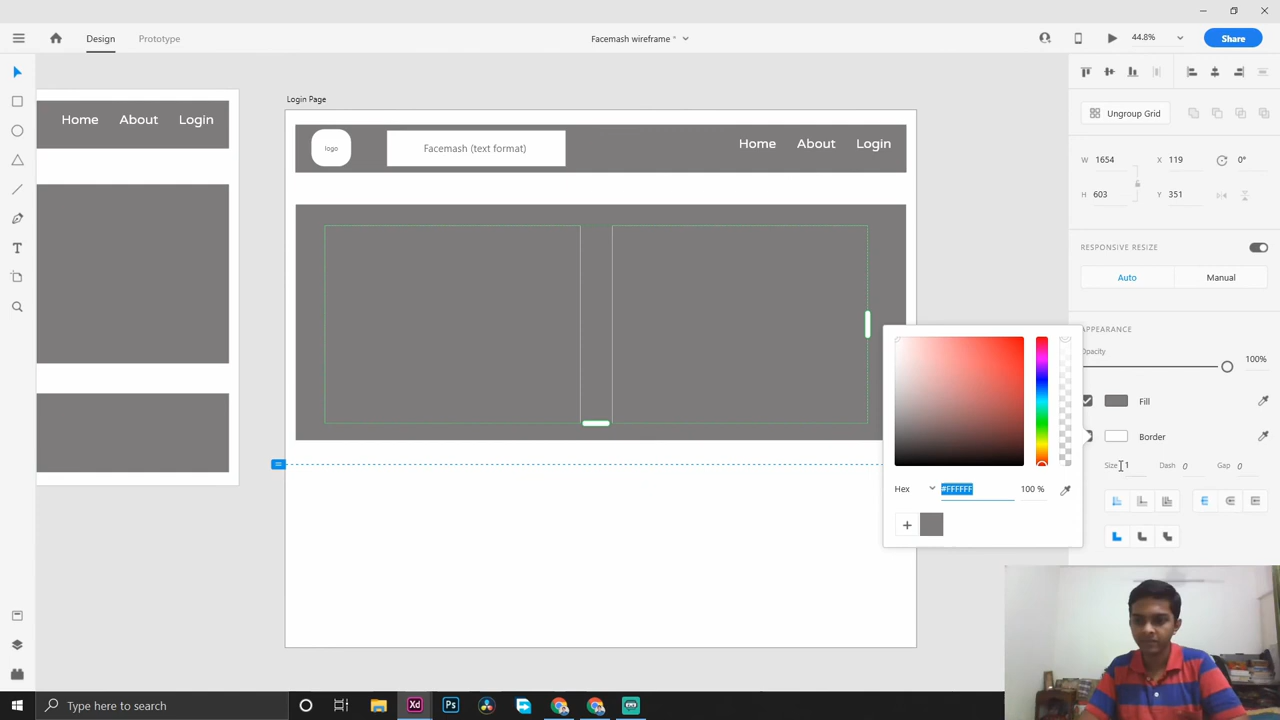 Design
Prototype
Facemash wireframe *
44.8%
Share
Login Page
Home About Login
logo
Facemash (text format)
Home About Login
Ungroup Grid
W 1654 X 119 0°
H 603 Y 351
RESPONSIVE RESIZE
Auto Manual
APPEARANCE
Opacity
100%
Fill
Border
Size 1 Dash 0 Gap 0
Hex #FFFFFF 100 %
Xd
Ps
Type here to search